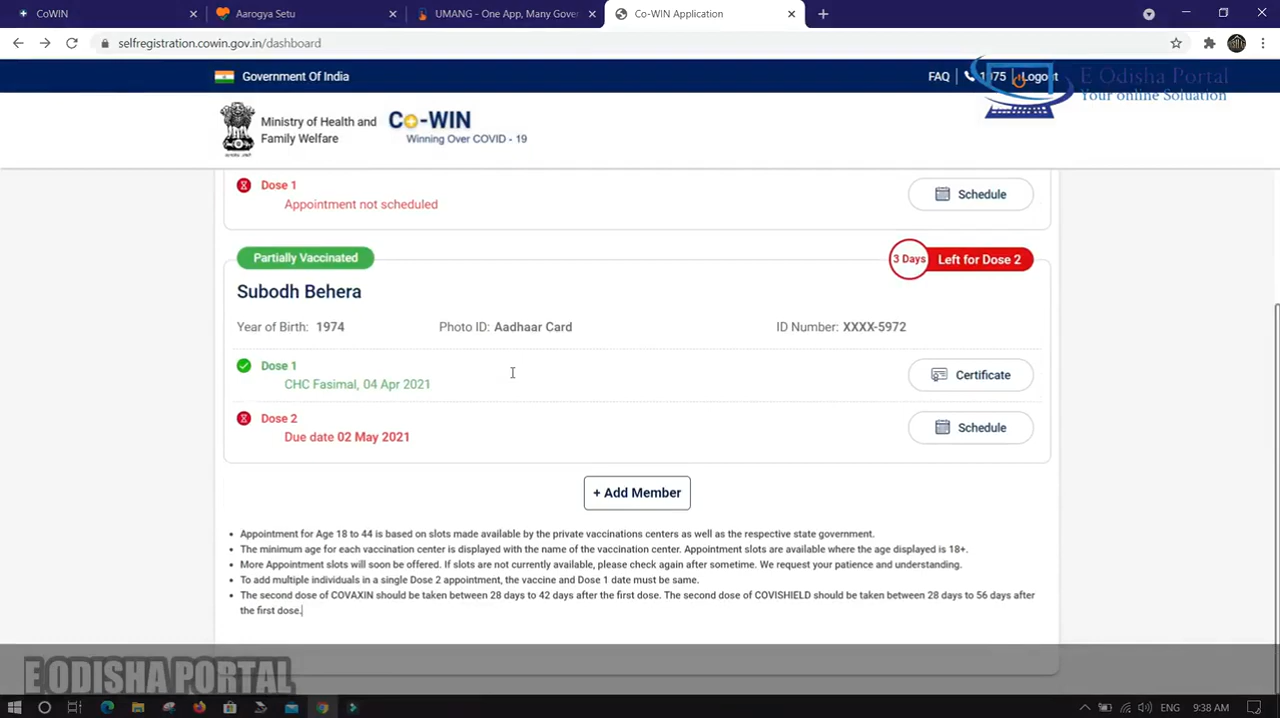 CoWIN
Aarogya Setu
UMANG - One App, Many Gover
Co-WIN Application
selfregistration.cowin.gov.in/dashboard
Government Of India
FAQ
1075
Logout
E Odisha Portal
Your online Soluation
Ministry of Health and
Family Welfare
Co-WIN
Winning Over COVID - 19
Dose 1
Appointment not scheduled
Schedule
Partially Vaccinated
3 Days
Left for Dose 2
Subodh Behera
Year of Birth: 1974
Photo ID: Aadhaar Card
ID Number: XXXX-5972
Dose 1
CHC Fasimal, 04 Apr 2021
Certificate
Dose 2
Due date 02 May 2021
Schedule
+ Add Member
Appointment for Age 18 to 44 is based on slots made available by the private vaccinations centers as well as the respective state government.
The minimum age for each vaccination center is displayed with the name of the vaccination center. Appointment slots are available where the age displayed is 18+.
More Appointment slots will soon be offered. If slots are not currently available, please check again after sometime. We request your patience and understanding.
To add multiple individuals in a single Dose 2 appointment, the vaccine and Dose 1 date must be same.
The second dose of COVAXIN should be taken between 28 days to 42 days after the first dose. The second dose of COVISHIELD should be taken between 28 days to 56 days after
the first dose.
E ODISHA PORTAL
ENG
9:38 AM